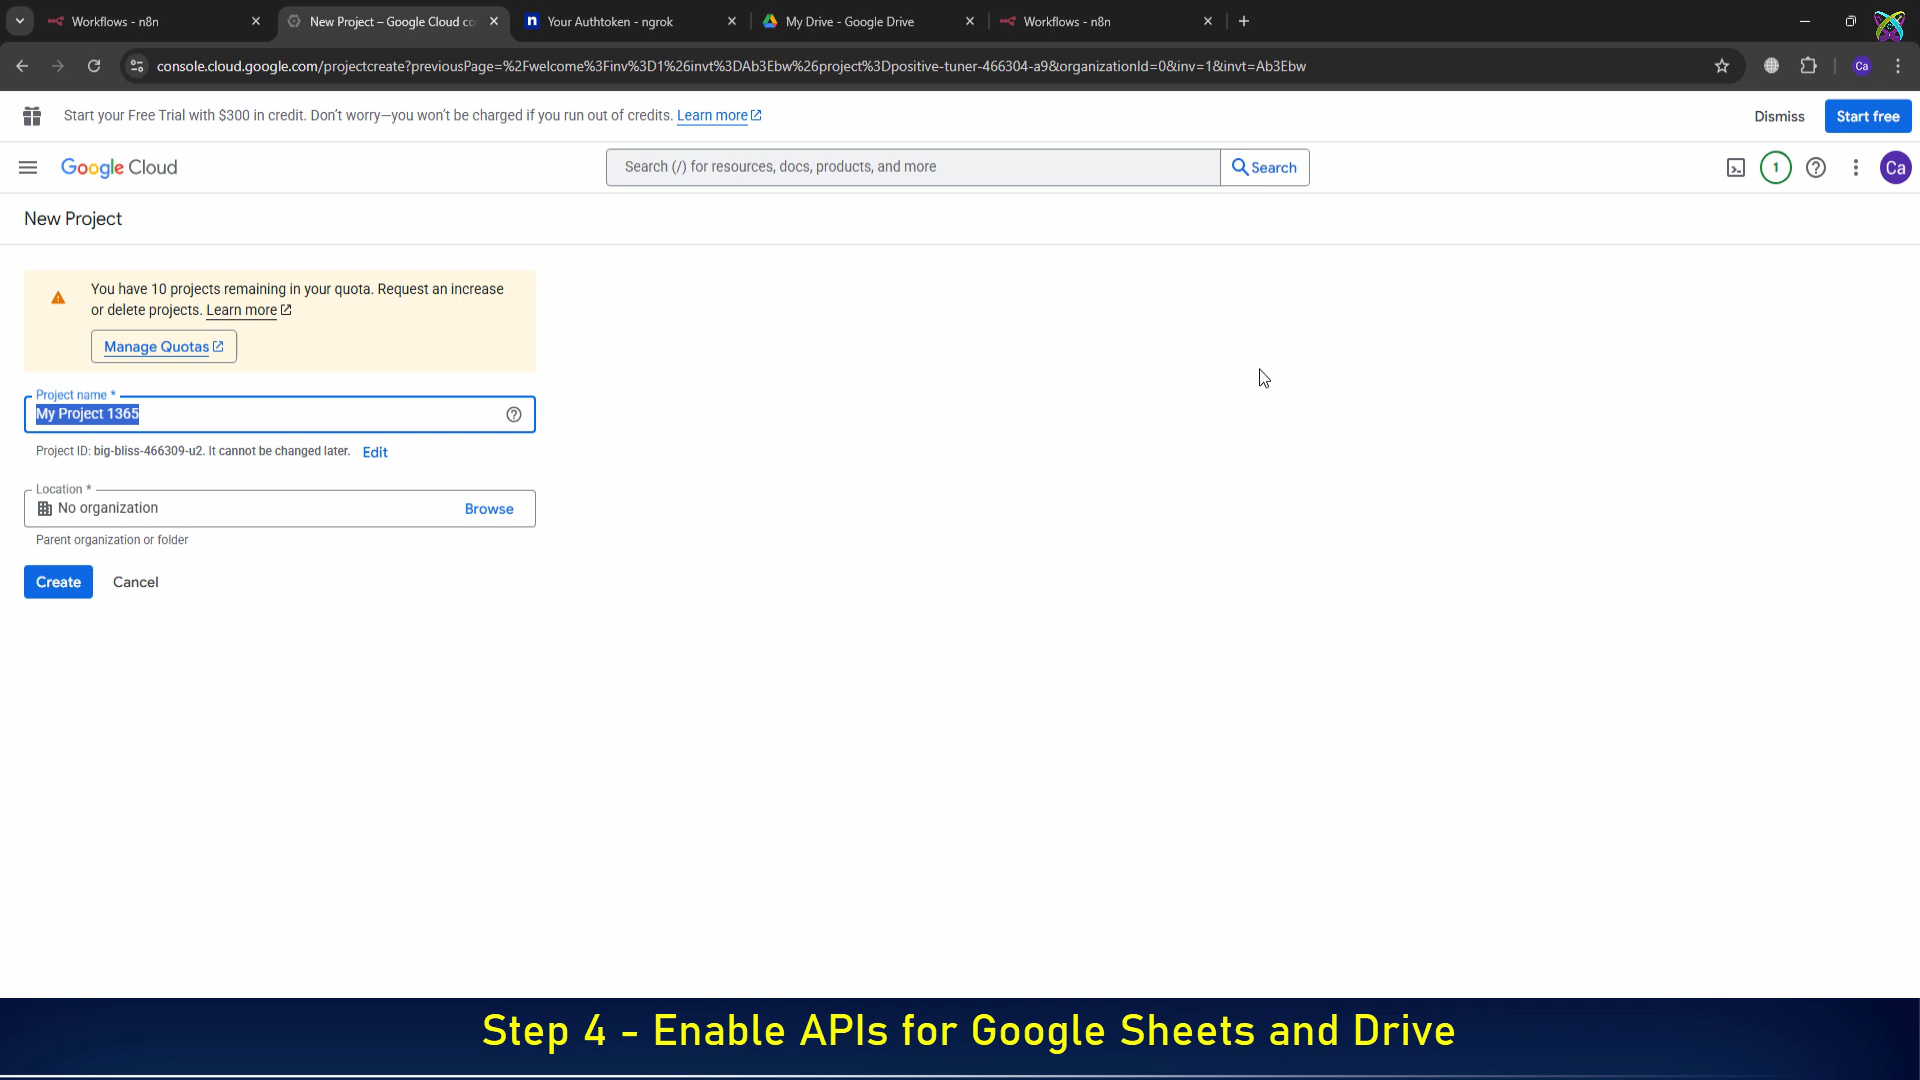 Workflows - n8n
New Project – Google Cloud co
Your Authtoken - ngrok
My Drive - Google Drive
Workflows - n8n
console.cloud.google.com/projectcreate?previousPage=%2Fwelcome%3Finv%3D1%26invt%3DAb3Ebw%26project%3Dpositive-tuner-466304-a9&organizationId=0&inv=1&invt=Ab3Ebw
Ca
Start your Free Trial with $300 in credit. Don't worry—you won't be charged if you run out of credits. Learn more
Dismiss
Start free
Google Cloud
Search (/) for resources, docs, products, and more
Search
1
Ca
New Project
You have 10 projects remaining in your quota. Request an increase
or delete projects. Learn more
Manage Quotas
Project name *
My Project 1365
Project ID: big-bliss-466309-u2. It cannot be changed later. Edit
Location *
No organization
Browse
Parent organization or folder
Create
Cancel
Step 4 - Enable APIs for Google Sheets and Drive